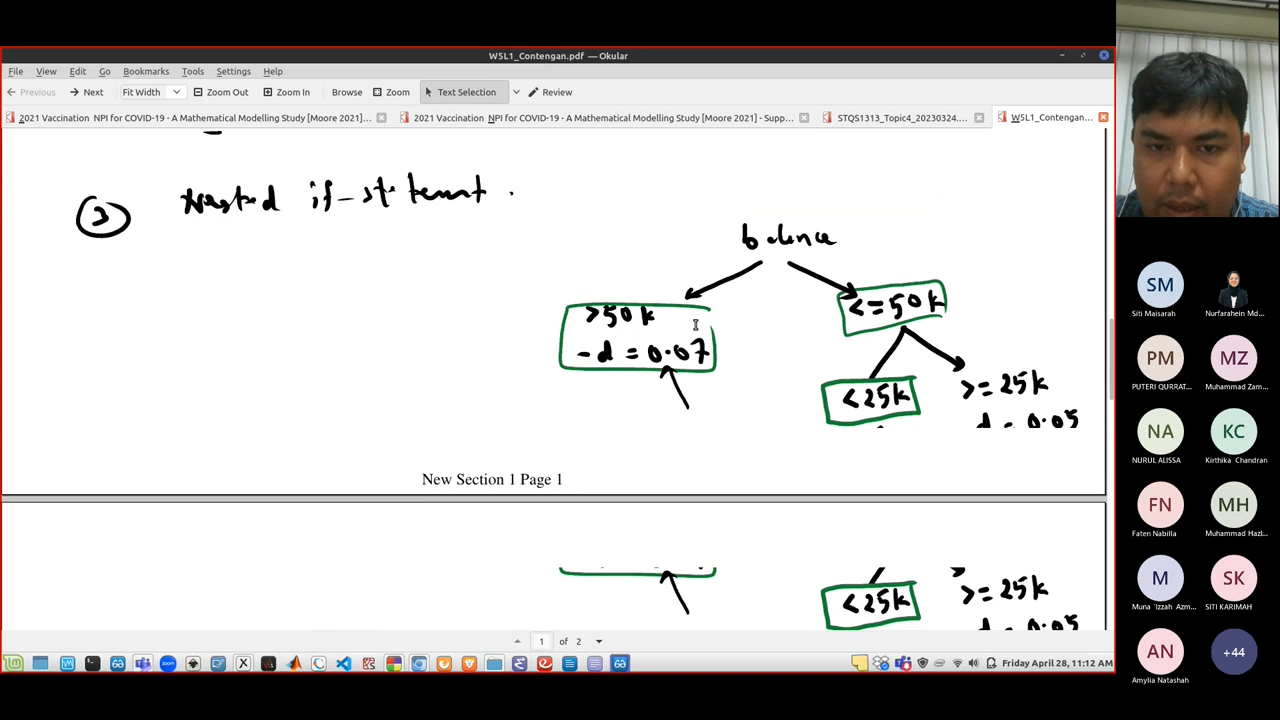 W5L1_Contengan.pdf — Okular
File View Edit Go Bookmarks Tools Settings Help
Previous Next Fit Width Zoom Out Zoom In Browse Zoom Text Selection Review
2021 Vaccination NPI for COVID-19 - A Mathematical Modelling Study [Moore 2021]... 2021 Vaccination NPI for COVID-19 - A Mathematical Modelling Study [Moore 2021] - Supp... STQS1313_Topic4_20230324.... W5L1_Contengan.p...
3 Nested if-statement.
balance
>50k
- d = 0.07
<=50k
<25k
>=25k
d = 0.05
New Section 1 Page 1
<25k
>=25k
d = 0.05
1 of 2
Friday April 28, 11:12 AM
SM
Siti Maisarah
Nurfarahein Md...
PM
PUTERI QURRAT...
MZ
Muhammad Zam...
NA
NURUL ALISSA
KC
Kirthika Chandran
FN
Faten Nabilla
MH
Muhammad Hazi...
M
Muna `Izzah Azm...
SK
SITI KARIMAH
AN
Amylia Natashah
+44